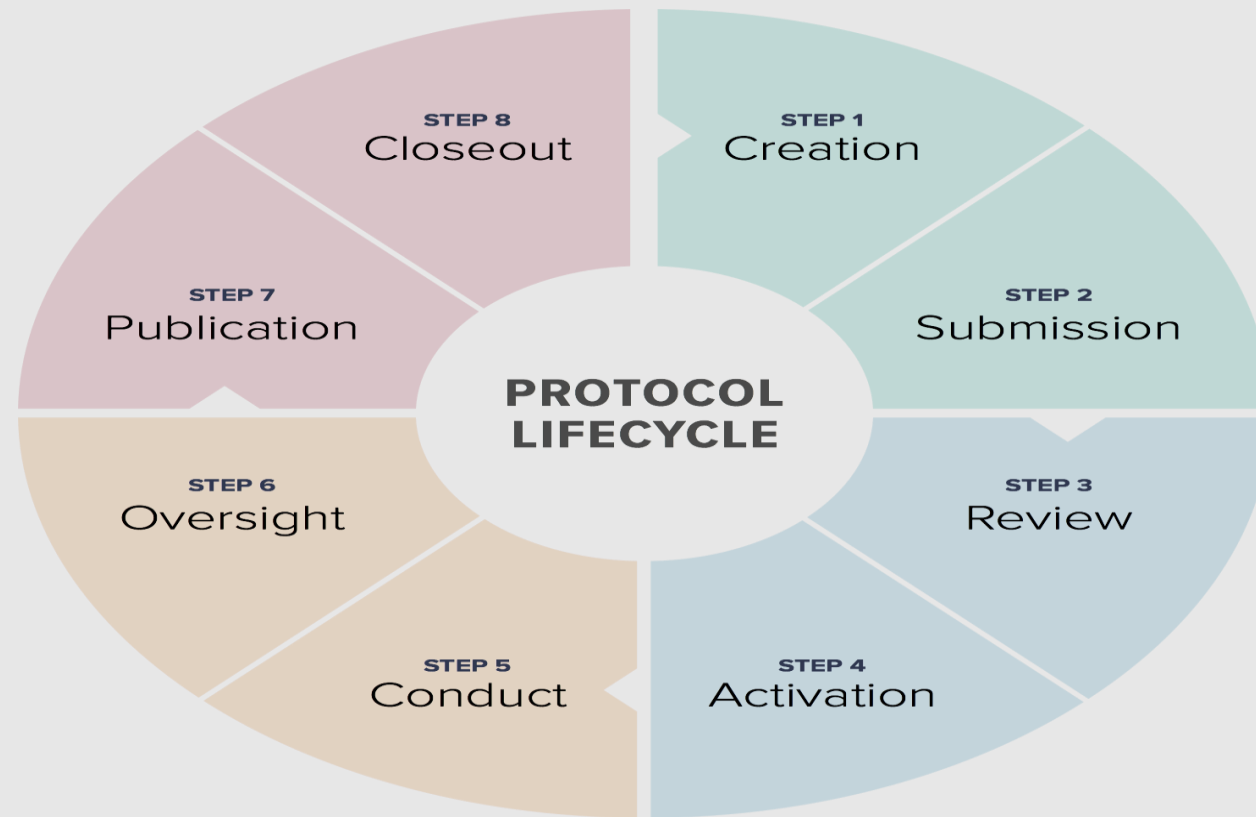 PROTOCOL
LIFECYCLE
STEP 1
Creation
STEP 2
Submission
STEP 3
Review
STEP 4
Activation
STEP 5
Conduct
STEP 6
Oversight
STEP 7
Publication
STEP 8
Closeout